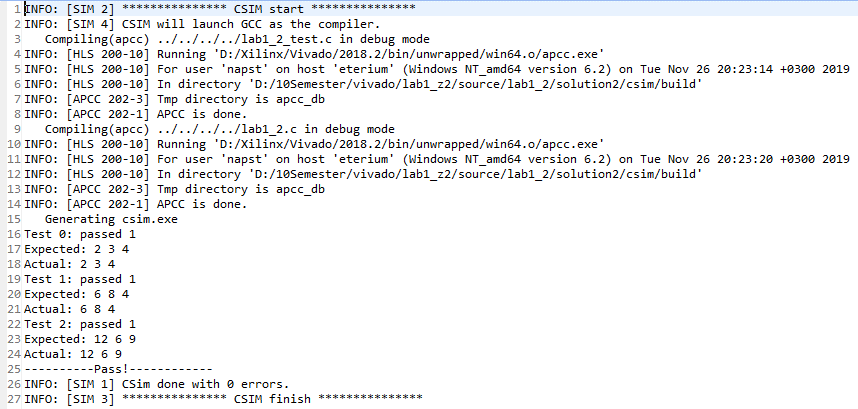 1 INFO: [SIM 2] *************** CSIM start ***************
2 INFO: [SIM 4] CSIM will launch GCC as the compiler.
3    Compiling(apcc) ../../../../lab1_2_test.c in debug mode
4 INFO: [HLS 200-10] Running 'D:/Xilinx/Vivado/2018.2/bin/unwrapped/win64.o/apcc.exe'
5 INFO: [HLS 200-10] For user 'napst' on host 'eterium' (Windows NT_amd64 version 6.2) on Tue Nov 26 20:23:14 +0300 2019
6 INFO: [HLS 200-10] In directory 'D:/10Semester/vivado/lab1_z2/source/lab1_2/solution2/csim/build'
7 INFO: [APCC 202-3] Tmp directory is apcc_db
8 INFO: [APCC 202-1] APCC is done.
9    Compiling(apcc) ../../../../lab1_2.c in debug mode
10 INFO: [HLS 200-10] Running 'D:/Xilinx/Vivado/2018.2/bin/unwrapped/win64.o/apcc.exe'
11 INFO: [HLS 200-10] For user 'napst' on host 'eterium' (Windows NT_amd64 version 6.2) on Tue Nov 26 20:23:20 +0300 2019
12 INFO: [HLS 200-10] In directory 'D:/10Semester/vivado/lab1_z2/source/lab1_2/solution2/csim/build'
13 INFO: [APCC 202-3] Tmp directory is apcc_db
14 INFO: [APCC 202-1] APCC is done.
15    Generating csim.exe
16 Test 0: passed 1
17 Expected: 2 3 4
18 Actual: 2 3 4
19 Test 1: passed 1
20 Expected: 6 8 4
21 Actual: 6 8 4
22 Test 2: passed 1
23 Expected: 12 6 9
24 Actual: 12 6 9
25 ----------Pass!------------
26 INFO: [SIM 1] CSim done with 0 errors.
27 INFO: [SIM 3] *************** CSIM finish ***************